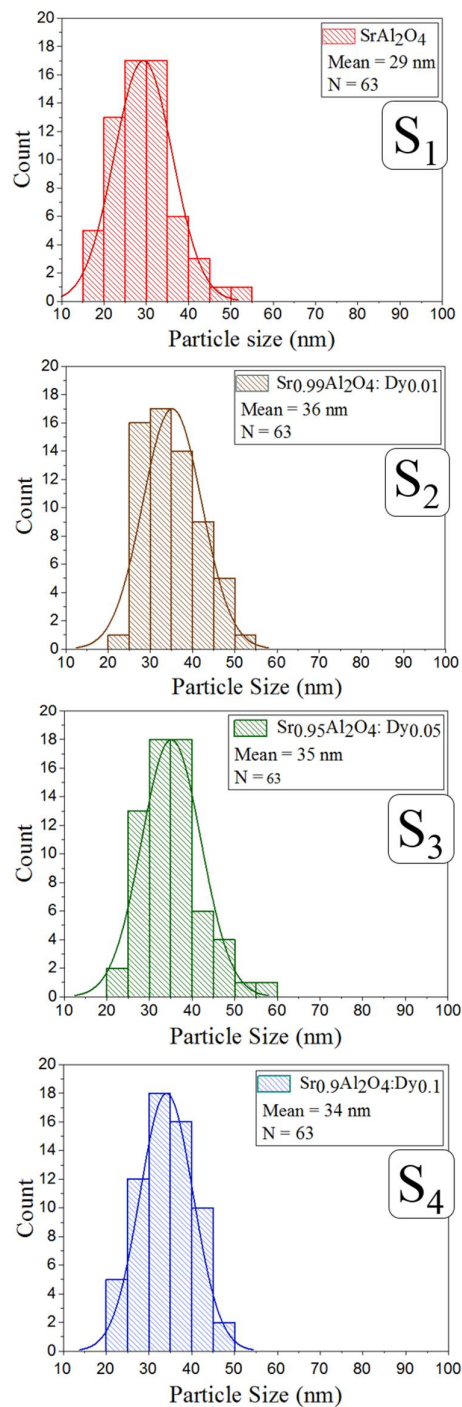 20
18
16
14
12
10
8
6
4
2
0
Count
SrAl2O4
Mean = 29 nm
N = 63
S1
10 20 30 40 50 60 70 80 90 100
Particle size (nm)
20
18
16
14
12
10
8
6
4
2
0
Count
Sr0.99Al2O4: Dy0.01
Mean = 36 nm
N = 63
S2
10 20 30 40 50 60 70 80 90 100
Particle Size (nm)
20
18
16
14
12
10
8
6
4
2
0
Count
Sr0.95Al2O4: Dy0.05
Mean = 35 nm
N = 63
S3
10 20 30 40 50 60 70 80 90 100
Particle Size (nm)
20
18
16
14
12
10
8
6
4
2
0
Count
Sr0.9Al2O4:Dy0.1
Mean = 34 nm
N = 63
S4
10 20 30 40 50 60 70 80 90 100
Particle Size (nm)